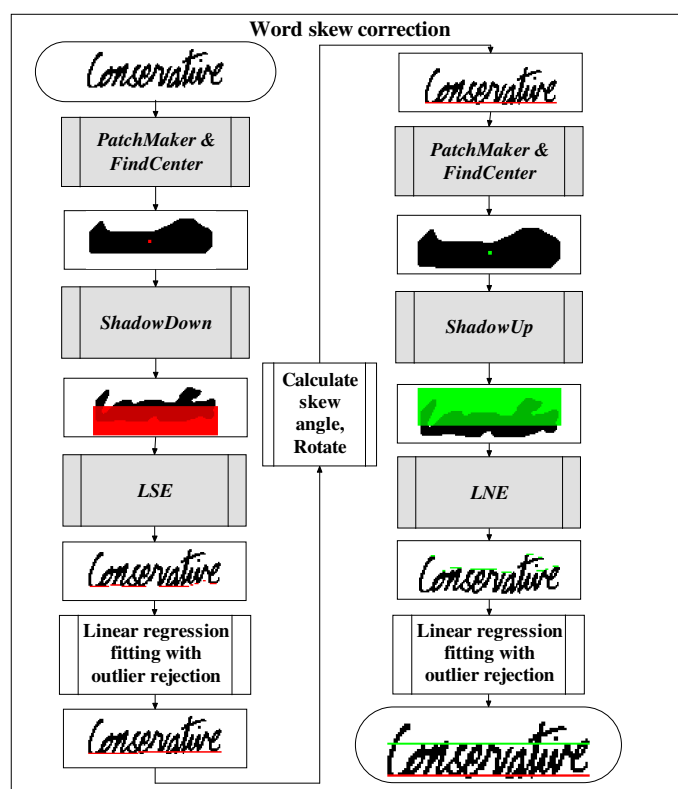 Word skew correction
Conservative
PatchMaker &
FindCenter
ShadowDown
LSE
Conservative
Linear regression
fitting with
outlier rejection
Conservative
Calculate
skew
angle,
Rotate
Conservative
PatchMaker &
FindCenter
ShadowUp
LNE
Conservative
Linear regression
fitting with
outlier rejection
Conservative